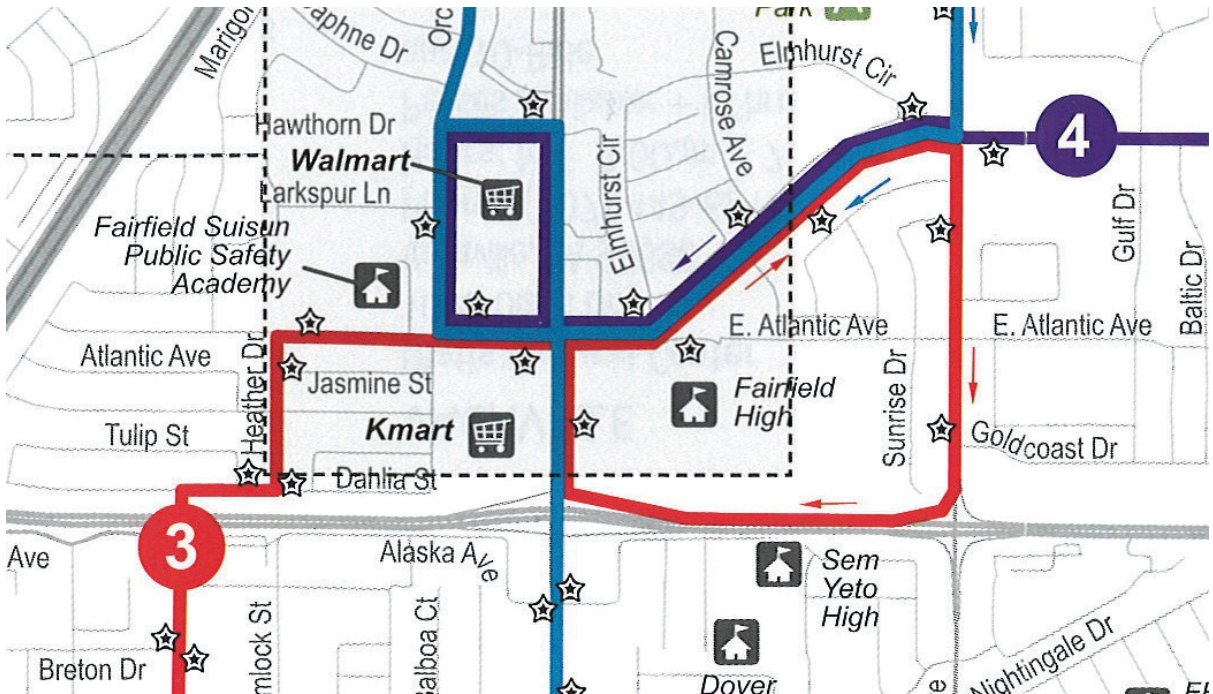 Park
Marigo
aphne Dr
Orc
Camrose Ave
Elmhurst Cir
Hawthorn Dr
Walmart
Larkspur Ln
Elmhurst Cir
4
Gulf Dr
Baltic Dr
Fairfield Suisun
Public Safety
Academy
E. Atlantic Ave
E. Atlantic Ave
Atlantic Ave
Heather Dr
Jasmine St
Fairfield
High
Sunrise Dr
Tulip St
Kmart
Goldcoast Dr
Dahlia St
3
Ave
Alaska Ave
Sem
Yeto
High
mlock St
Balboa Ct
Breton Dr
Nightingale Dr
Dover
e